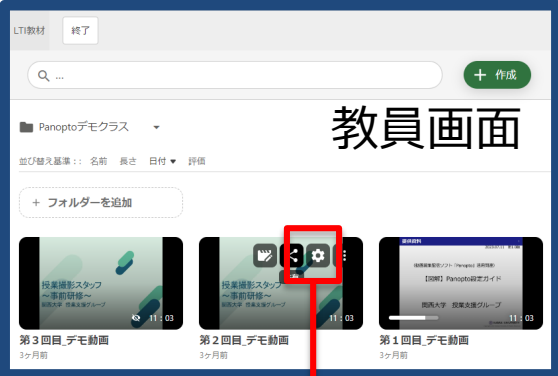 LTI教材 終了
...
+ 作成
教員画面
Panoptoデモクラス
並び替え基準:: 名前 長さ 日付 ▼ 評価
+ フォルダーを追加
授業撮影スタッフ
~事前研修~
関西大学 授業支援グループ
11:03
第3回目_デモ動画
3ヶ月前
授業撮影スタッフ
~事前研修~
関西大学 授業支援グループ
11:03
第2回目_デモ動画
3ヶ月前
提供資料
【図解】Panopto設定ガイド
関西大学 授業支援グループ
11:03
第1回目_デモ動画
3ヶ月前